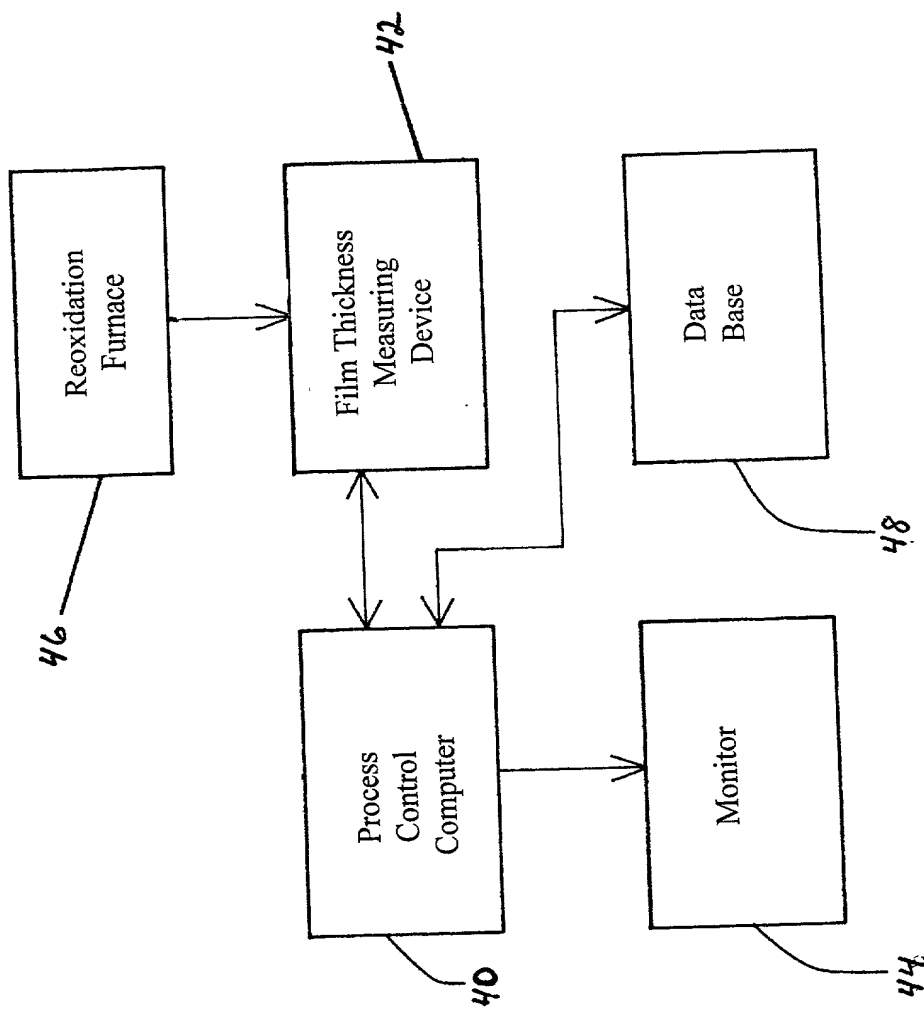 46
Reoxidation
Furnace
42
Film Thickness
Measuring
Device
40
Process
Control
Computer
48
Data
Base
44
Monitor